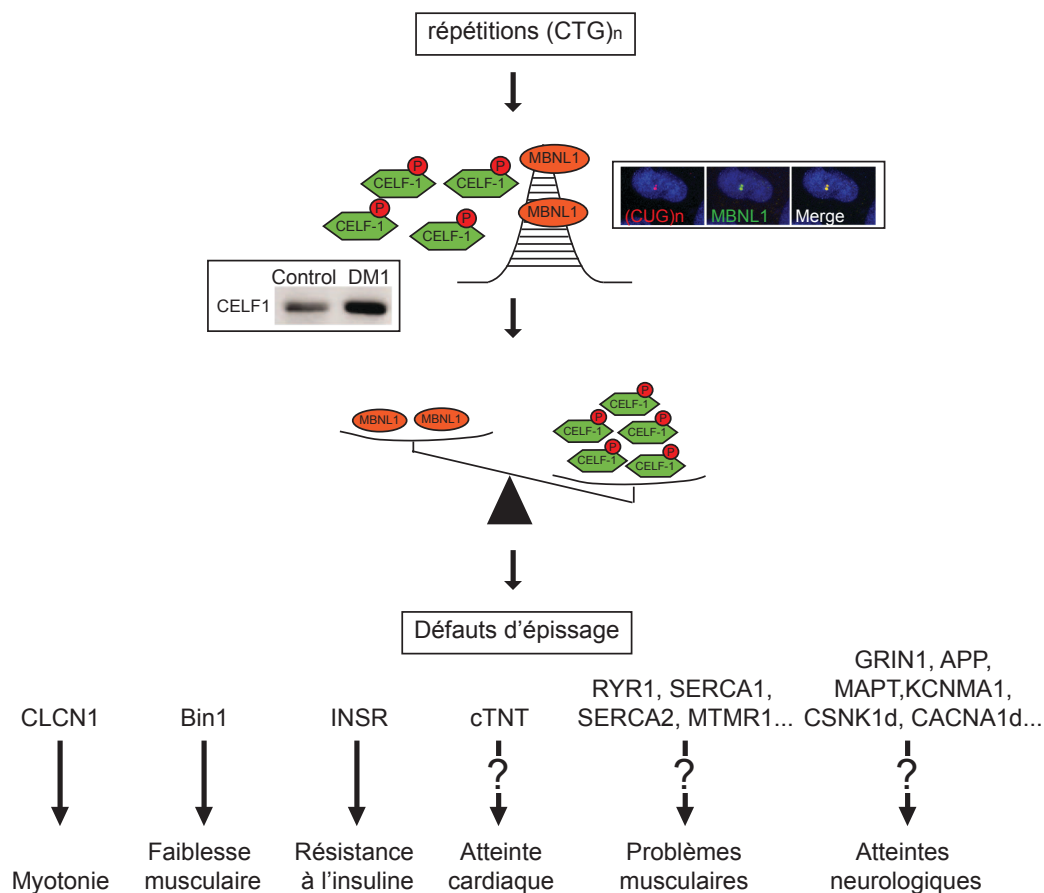 répétitions (CTG)n
MBNL1
P
P
CELF-1
CELF-1
P
MBNL1
P
CELF-1
CELF-1
(CUG)n
MBNL1
Merge
Control DM1
CELF1
P
CELF-1
MBNL1
MBNL1
P
P
CELF-1
CELF-1
P
P
CELF-1
CELF-1
Défauts d'épissage
CLCN1
Bin1
INSR
cTNT
RYR1, SERCA1,
SERCA2, MTMR1...
GRIN1, APP,
MAPT,KCNMA1,
CSNK1d, CACNA1d...
?
?
?
Myotonie
Faiblesse
musculaire
Résistance
à l'insuline
Atteinte
cardiaque
Problèmes
musculaires
Atteintes
neurologiques